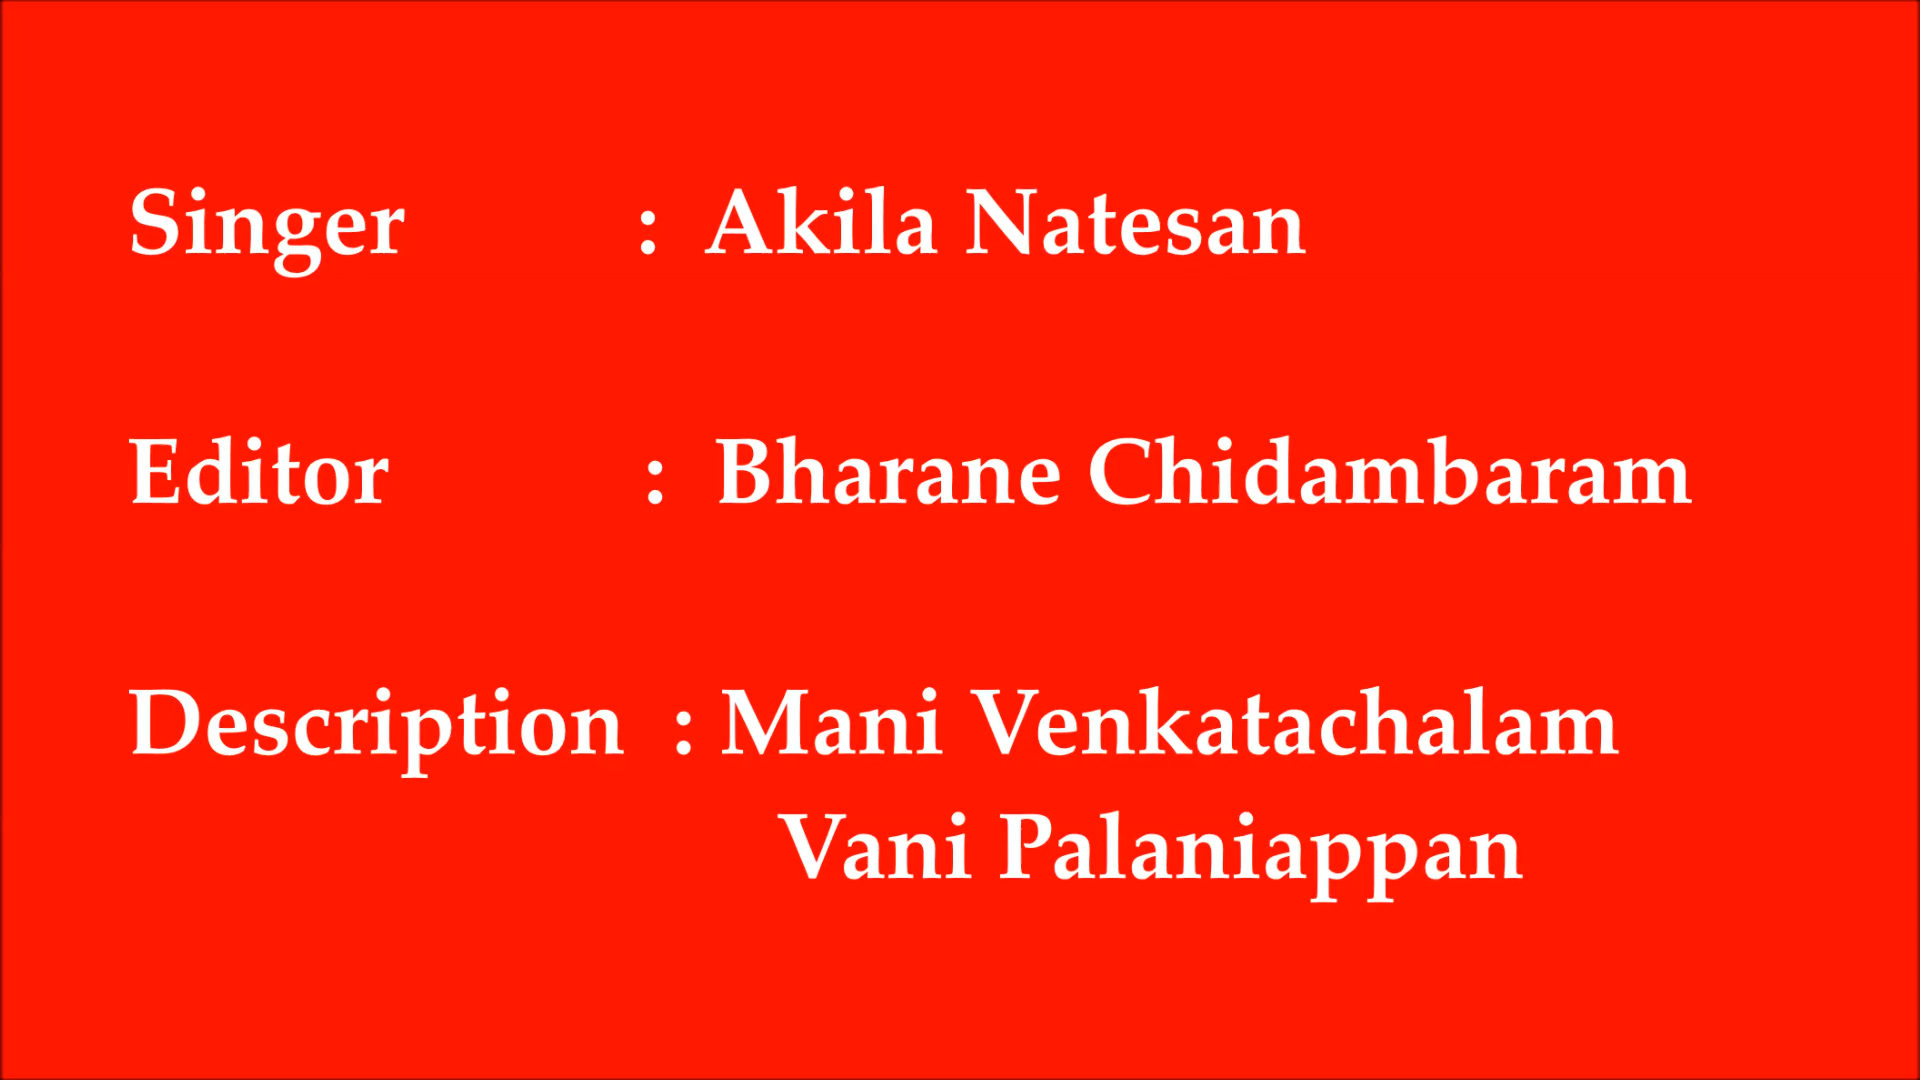 Singer : Akila Natesan
Editor : Bharane Chidambaram
Description : Mani Venkatachalam
Vani Palaniappan